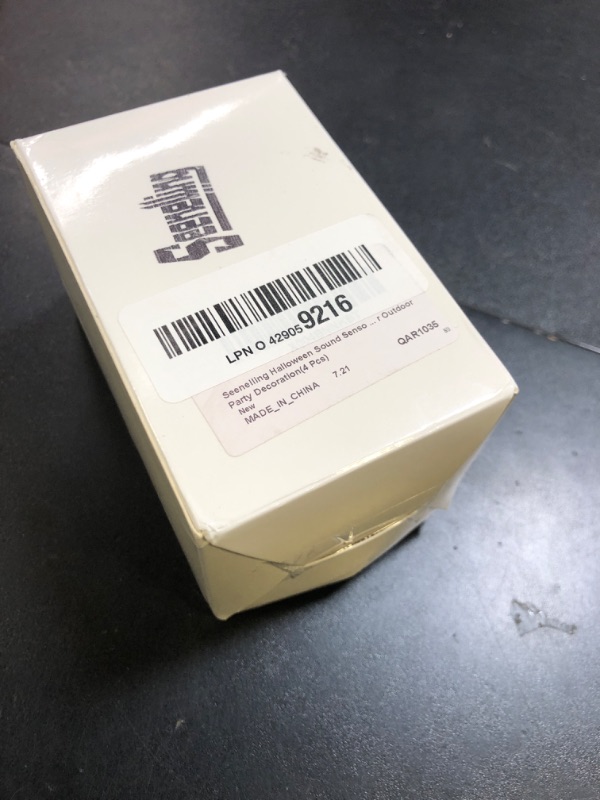 Seenelling
LPN O 42905 9216
Seenelling Halloween Sound Senso ... r Outdoor
Party Decoration(4 Pcs)
New
MADE_IN_CHINA 7.21 QAR1035